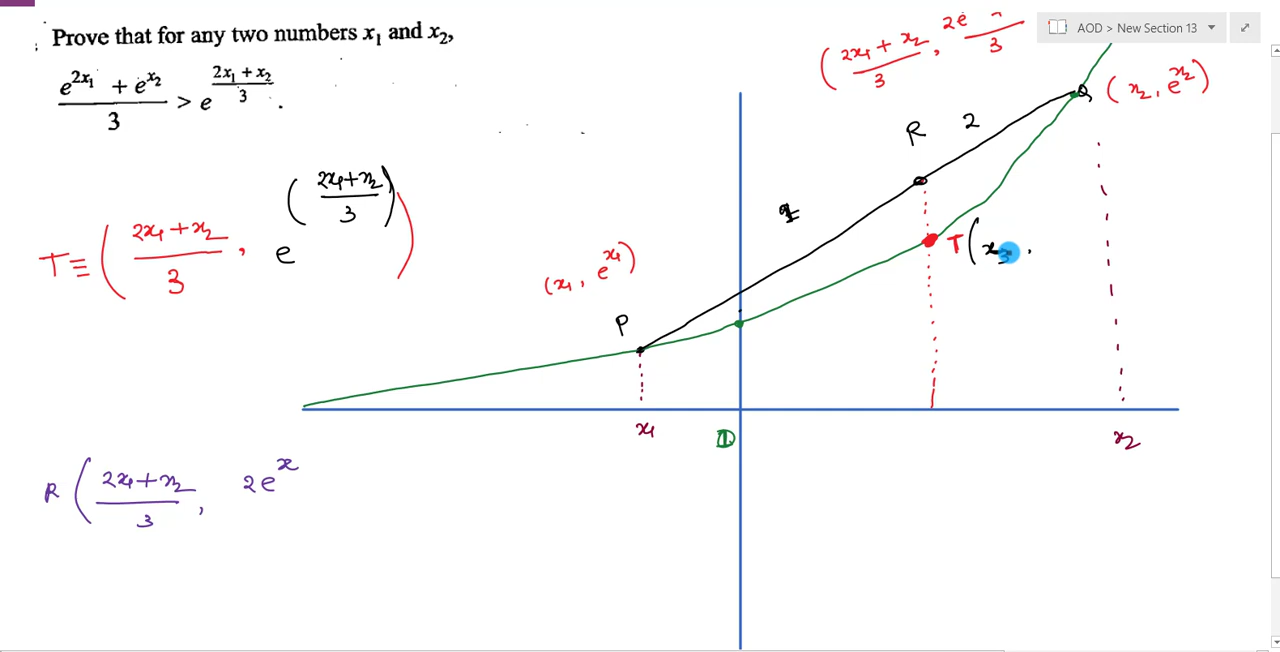 Prove that for any two numbers x₁ and x₂,
(e^(2x₁) + e^(x₂))/3 > e^((2x₁ + x₂)/3).
AOD > New Section 13
((2x₁ + x₂)/3, 2e /3
Q (x₂, e^(x₂))
R 2
1
T ≡ ((2x₁ + x₂)/3, e^((2x₁+x₂)/3))
T(x₃,
(x₁, e^(x₁))
P
x₁
x₂
R ((2x₁ + x₂)/3, 2e^x